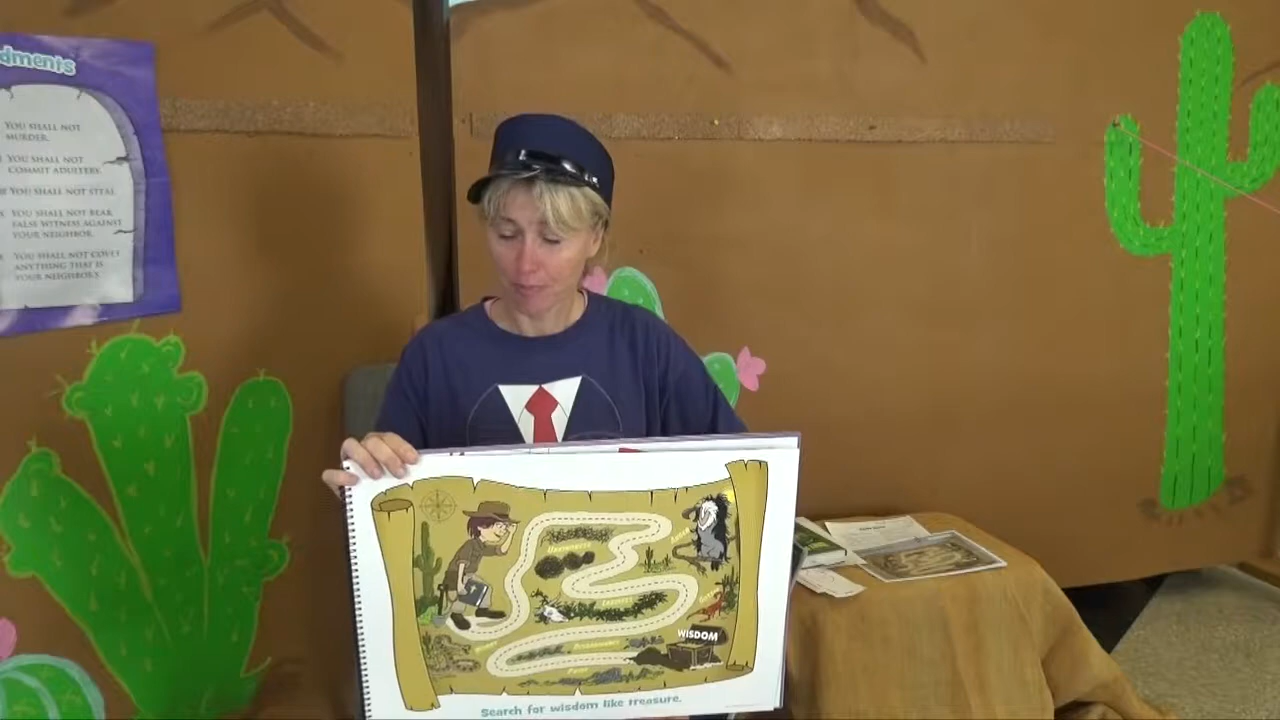 dments
YOU SHALL NOT
MURDER.
YOU SHALL NOT
COMMIT ADULTERY.
YOU SHALL NOT STEAL
YOU SHALL NOT BEAR
FALSE WITNESS AGAINST
YOUR NEIGHBOR.
YOU SHALL NOT COVET
ANYTHING THAT IS
YOUR NEIGHBOR'S
WISDOM
Search for wisdom like treasure.